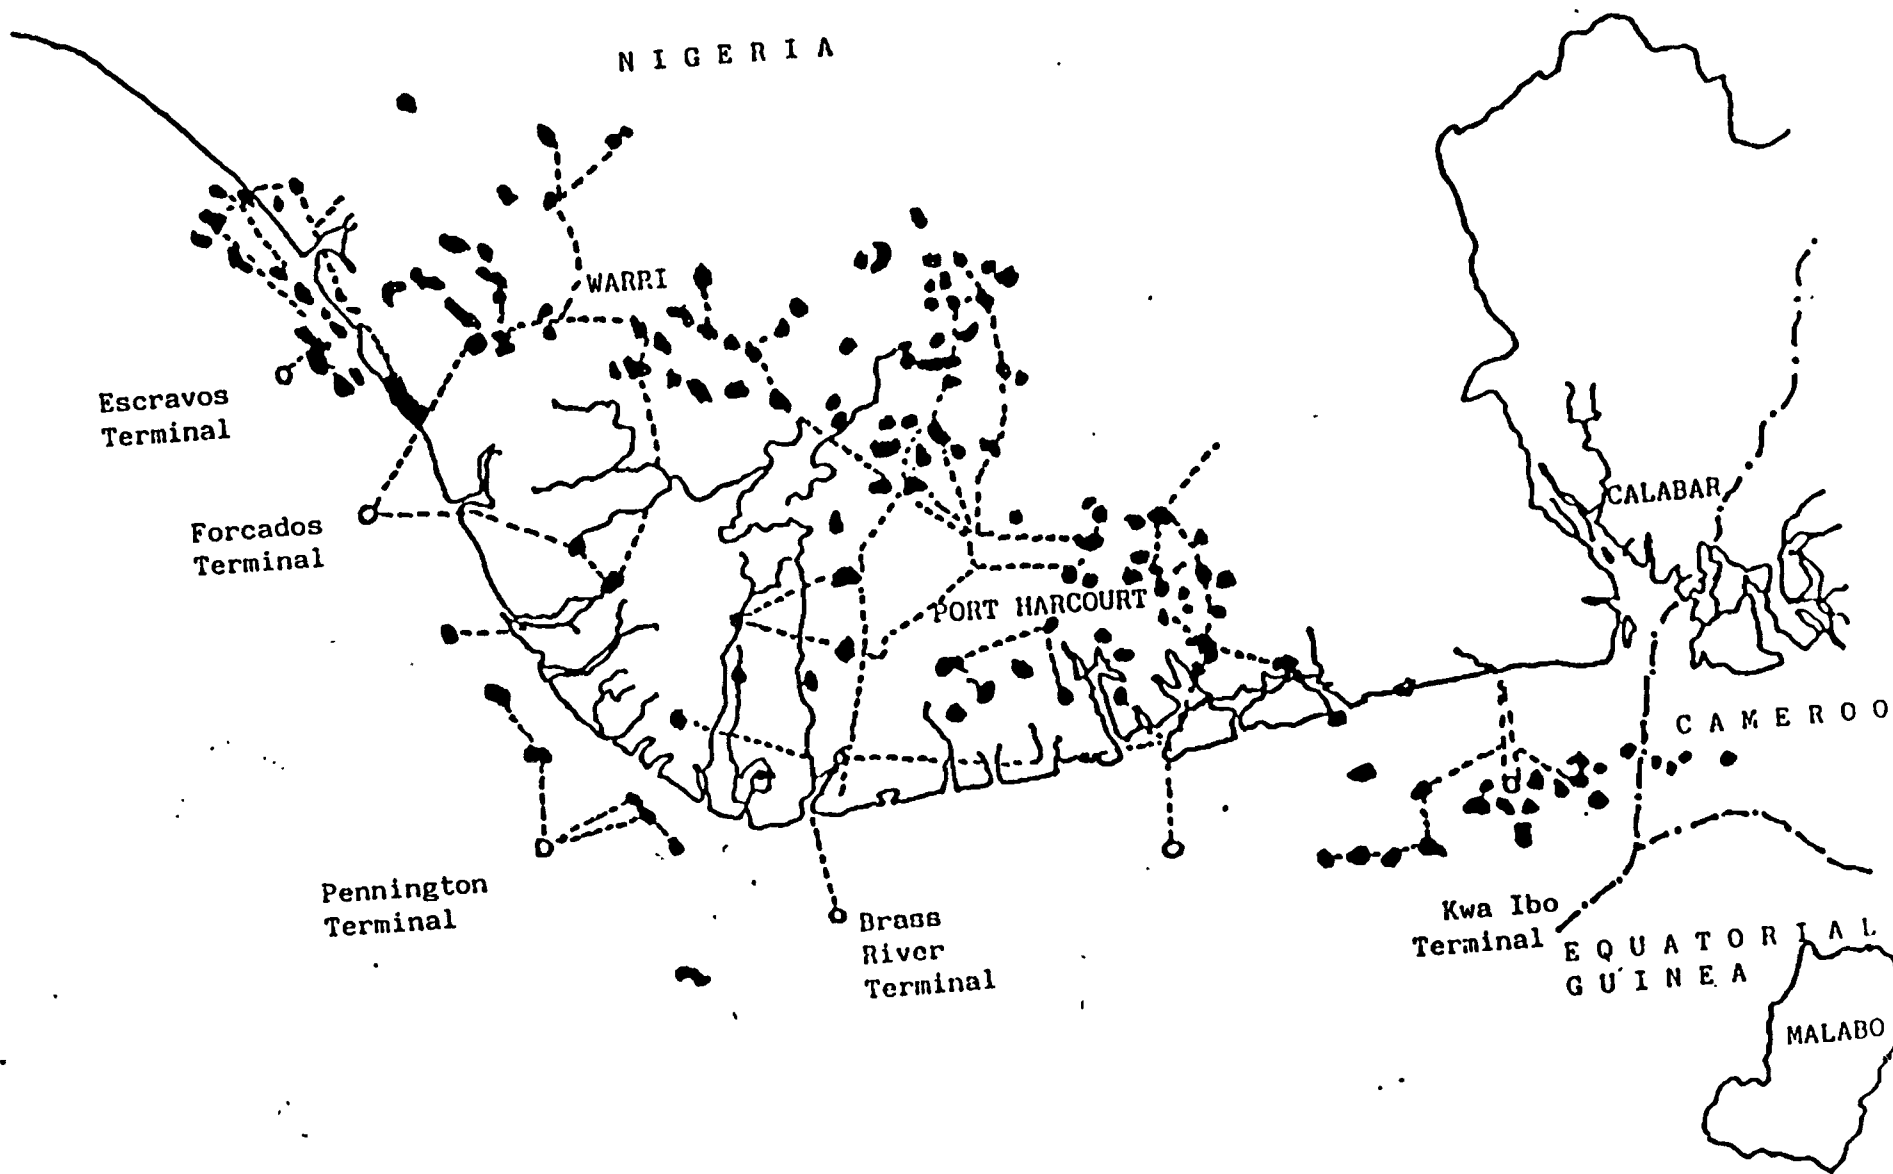 NIGERIA
WARRI
Escravos
Terminal
CALABAR
Forcados
Terminal
PORT HARCOURT
CAMEROO
Pennington
Terminal
Brass
River
Terminal
Kwa Ibo
Terminal
EQUATORIAL
GUINEA
MALABO